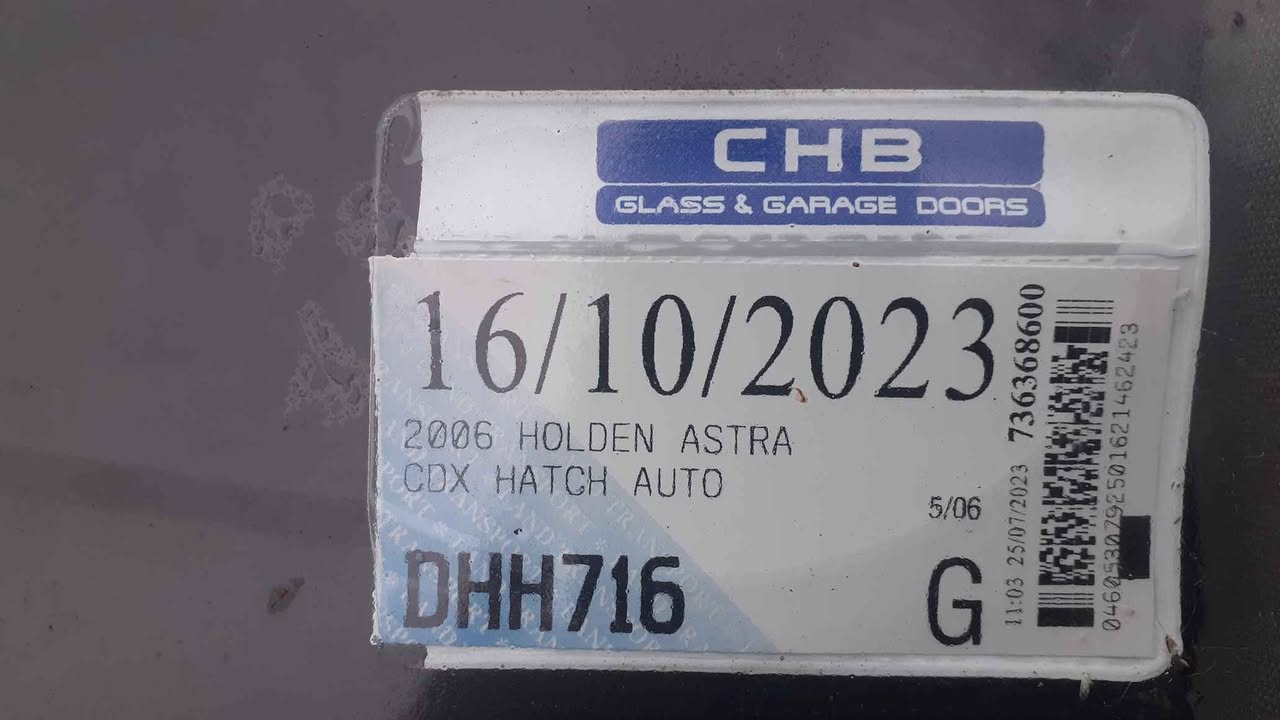 CHB
GLASS & GARAGE DOORS
16/10/2023
2006 HOLDEN ASTRA
CDX HATCH AUTO
5/06
DHH716
G
11:03 25/07/2023 736368600
0460530792501621462423